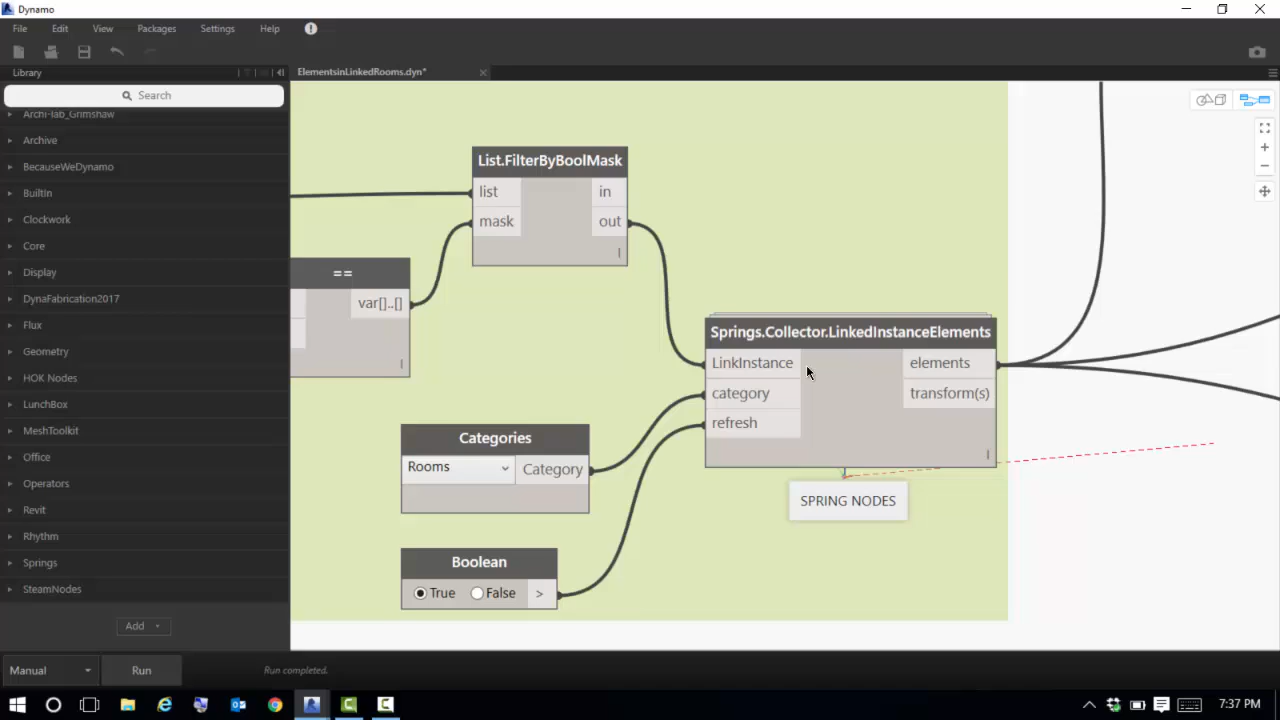 Dynamo
File Edit View Packages Settings Help
Library
ElementsinLinkedRooms.dyn*
Search
Archi-lab_Grimshaw
Archive
BecauseWeDynamo
BuiltIn
Clockwork
Core
Display
DynaFabrication2017
Flux
Geometry
HOK Nodes
LunchBox
MeshToolkit
Office
Operators
Revit
Rhythm
Springs
SteamNodes
Add
List.FilterByBoolMask
list in
mask out
==
var[]..[]
Springs.Collector.LinkedInstanceElements
LinkInstance elements
category transform(s)
refresh
Categories
Rooms Category
SPRING NODES
Boolean
True False >
Manual Run Run completed.
7:37 PM